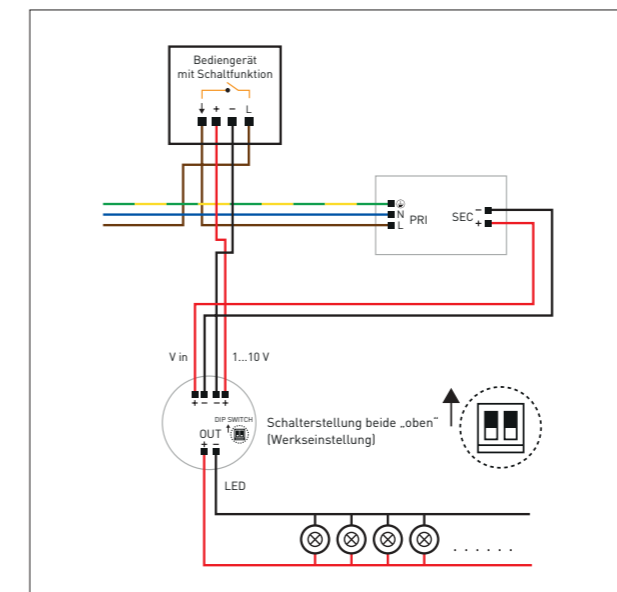 Bediengerät
mit Schaltfunktion
+ − L
N
L
PRI
SEC
−
+
V in
1...10 V
+ − − +
DIP SWITCH
OUT
+ −
LED
Schalterstellung beide „oben“
(Werkseinstellung)
. . . . . .